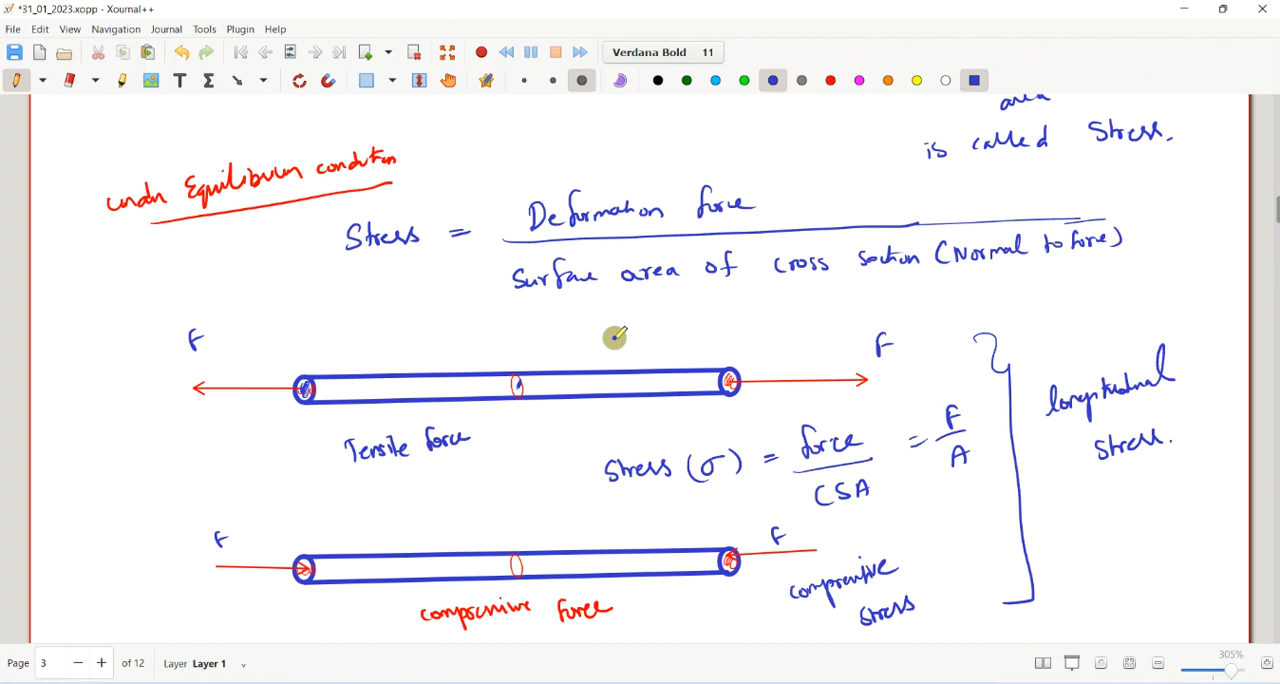 *31_01_2023.xopp - Xournal++
File Edit View Navigation Journal Tools Plugin Help
Verdana Bold 11
area
is called Stress.
under Equilibrium condition
Stress = Deformation force
Surface area of cross section (Normal to force)
F
F
Tensile force
Stress (σ) = force = F
CSA A
longitudinal
stress.
F
F
compressive force
compressive
stress
Page 3 of 12 Layer Layer 1
305%